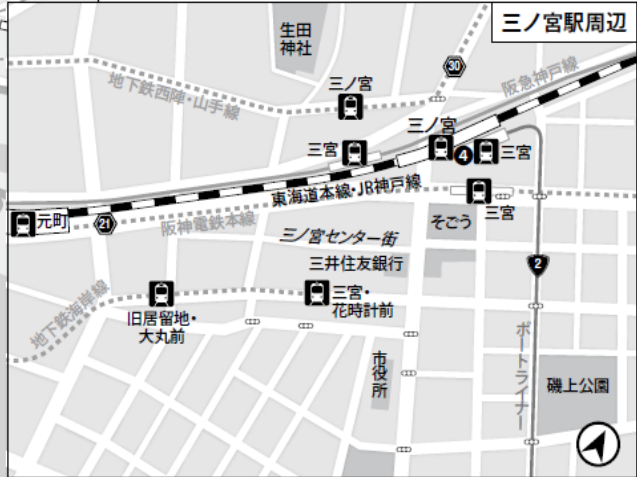 三ノ宮駅周辺
生田
神社
30
阪急神戸線
地下鉄西陣・山手線
三ノ宮
三ノ宮
三宮
4
三宮
東海道本線・JR神戸線
三宮
元町
21
阪神電鉄本線
そごう
三ノ宮センター街
三井住友銀行
2
地下鉄海岸線
三宮・
花時計前
旧居留地・
大丸前
ポートライナー
市役所
磯上公園